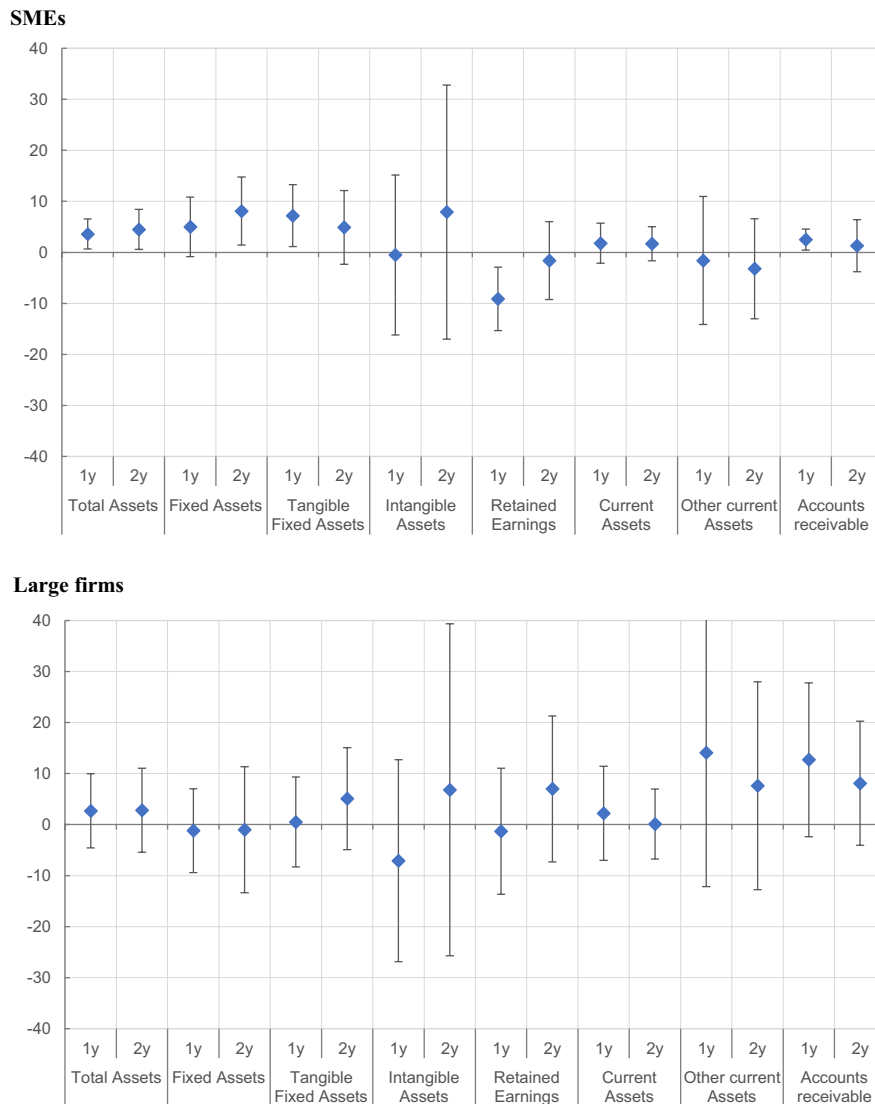 SMEs
40
30
20
10
0
-10
-20
-30
-40
1y 2y 1y 2y 1y 2y 1y 2y 1y 2y 1y 2y 1y 2y 1y 2y
Total Assets Fixed Assets Tangible Intangible Retained Current Other current Accounts
Fixed Assets Assets Earnings Assets Assets receivable
Large firms
40
30
20
10
0
-10
-20
-30
-40
1y 2y 1y 2y 1y 2y 1y 2y 1y 2y 1y 2y 1y 2y 1y 2y
Total Assets Fixed Assets Tangible Intangible Retained Current Other current Accounts
Fixed Assets Assets Earnings Assets Assets receivable